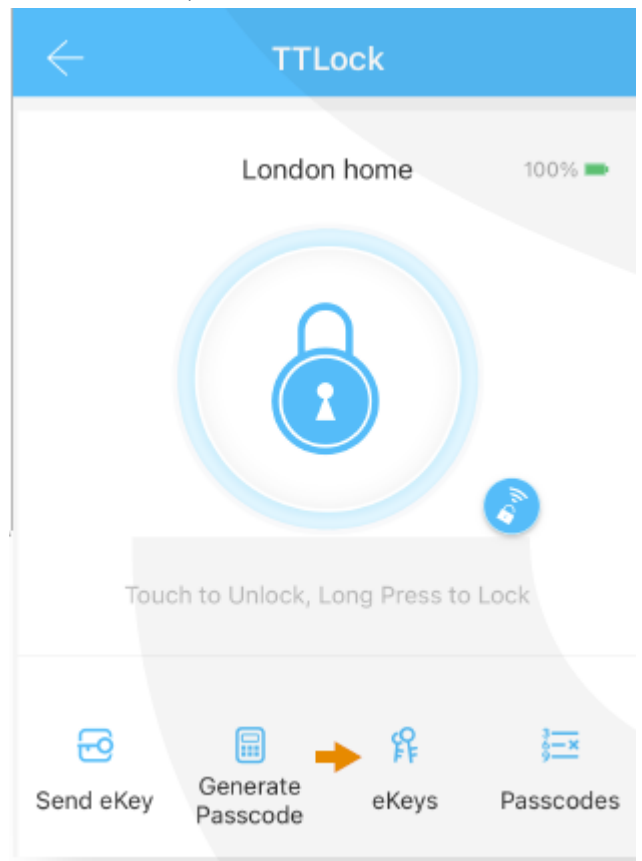 TTLock
London home
100%
Touch to Unlock, Long Press to Lock
Send eKey
Generate
Passcode
eKeys
Passcodes